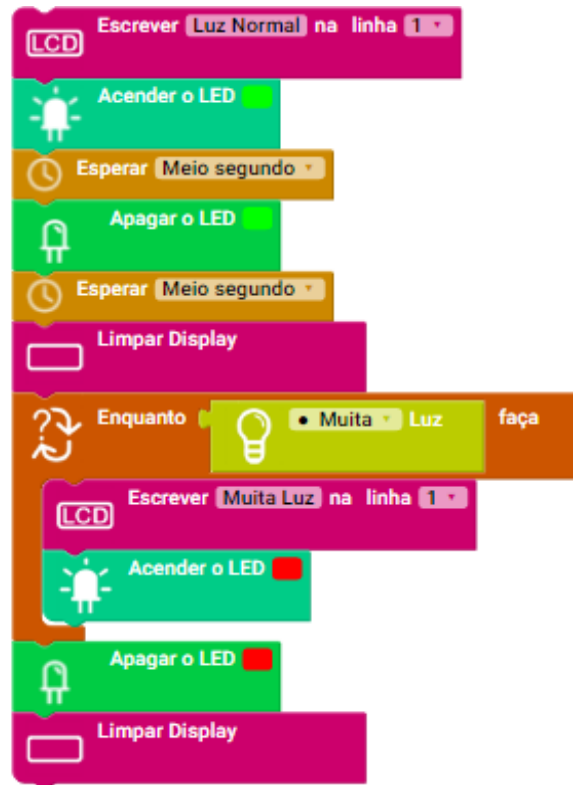 LCD Escrever Luz Normal na linha 1
Acender o LED
Esperar Meio segundo
Apagar o LED
Esperar Meio segundo
Limpar Display
Enquanto • Muita Luz faça
LCD Escrever Muita Luz na linha 1
Acender o LED
Apagar o LED
Limpar Display